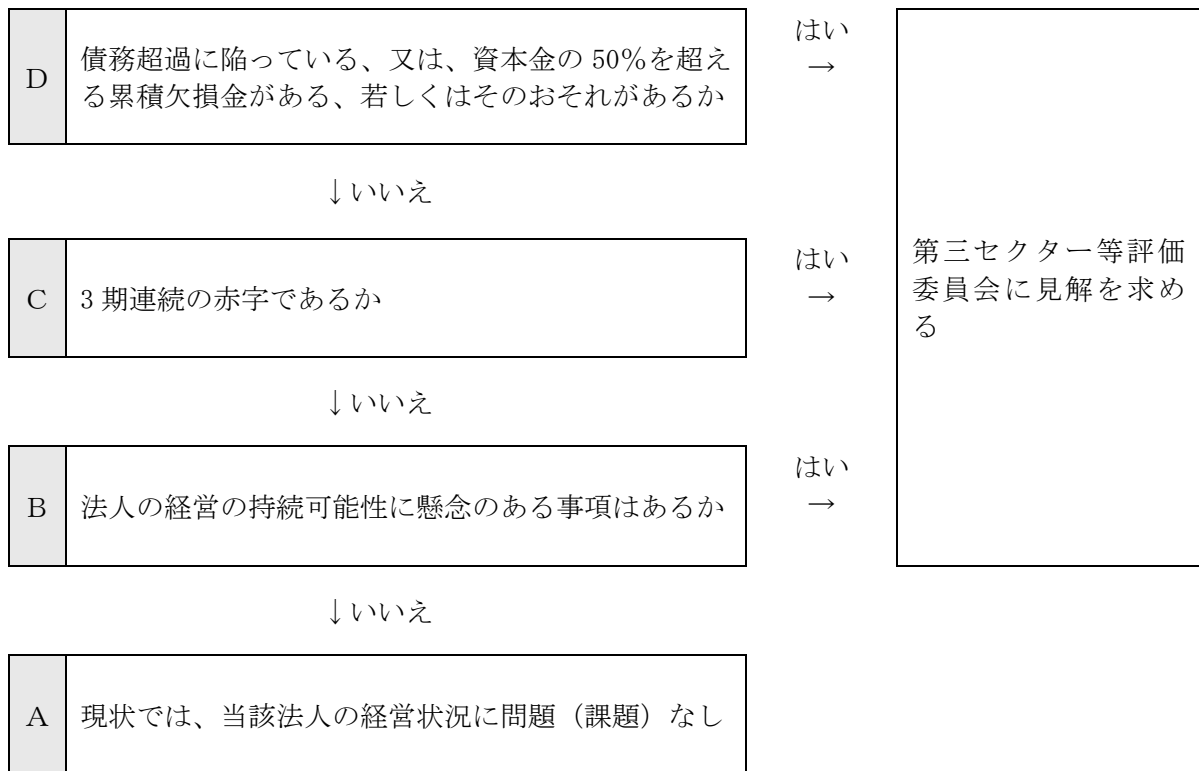 D
債務超過に陥っている、又は、資本金の 50%を超え
る累積欠損金がある、若しくはそのおそれがあるか
はい
→
↓いいえ
C
3 期連続の赤字であるか
はい
→
第三セクター等評価
委員会に見解を求め
る
↓いいえ
B
法人の経営の持続可能性に懸念のある事項はあるか
はい
→
↓いいえ
A
現状では、当該法人の経営状況に問題（課題）なし